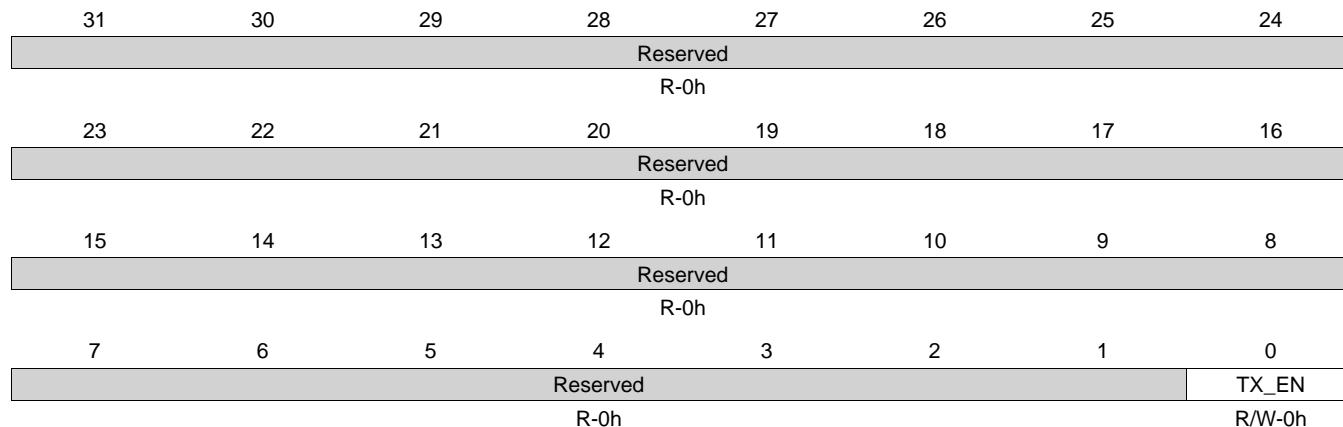 31 30 29 28 27 26 25 24
Reserved
R-0h
23 22 21 20 19 18 17 16
Reserved
R-0h
15 14 13 12 11 10 9 8
Reserved
R-0h
7 6 5 4 3 2 1 0
Reserved TX_EN
R-0h R/W-0h